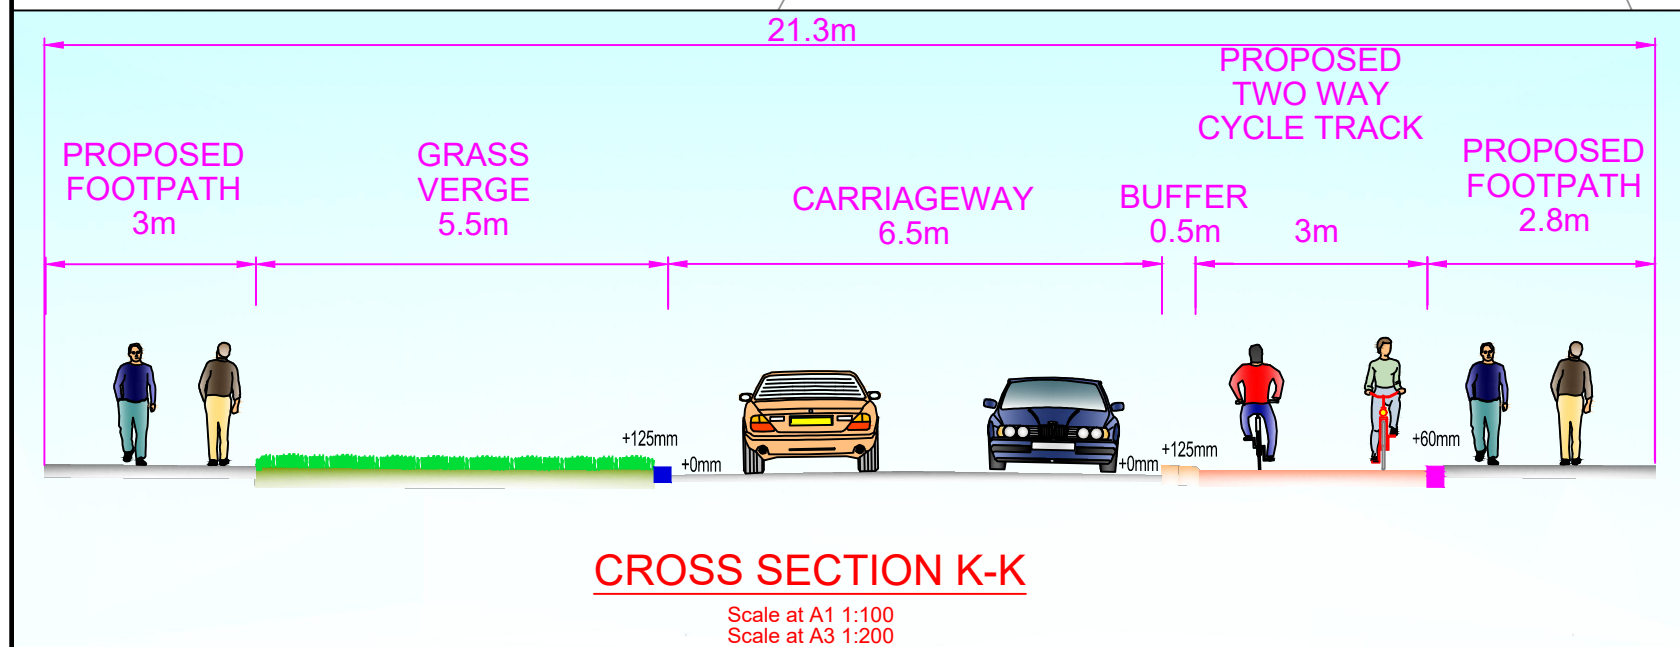 21.3m
PROPOSED
FOOTPATH
3m
GRASS
VERGE
5.5m
CARRIAGEWAY
6.5m
BUFFER
0.5m
PROPOSED
TWO WAY
CYCLE TRACK
3m
PROPOSED
FOOTPATH
2.8m
+125mm
+0mm
+0mm
+125mm
+60mm
CROSS SECTION K-K
Scale at A1 1:100
Scale at A3 1:200